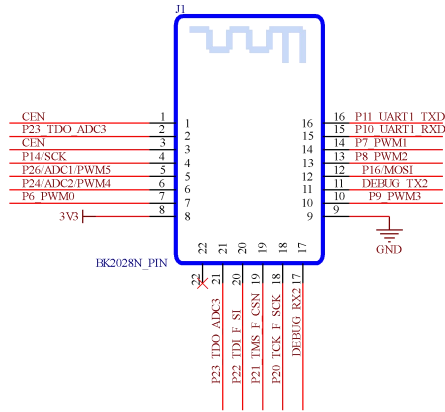 J1
CEN 1 1 16 16 P11_UART1_TXD
P23_TDO_ADC3 2 2 15 15 P10_UART1_RXD
CEN 3 3 14 14 P7_PWM1
P14/SCK 4 4 13 13 P8_PWM2
P26/ADC1/PWM5 5 5 12 12 P16/MOSI
P24/ADC2/PWM4 6 6 11 11 DEBUG_TX2
P6_PWM0 7 7 10 10 P9_PWM3
3V3 8 8 9 9
GND
22 21 20 19 18 17
BK2028N_PIN
22 21 20 19 18 17
P23_TDO_ADC3
P22_TDI_F_SI
P21_TMS_F_CSN
P20_TCK_F_SCK
DEBUG_RX2